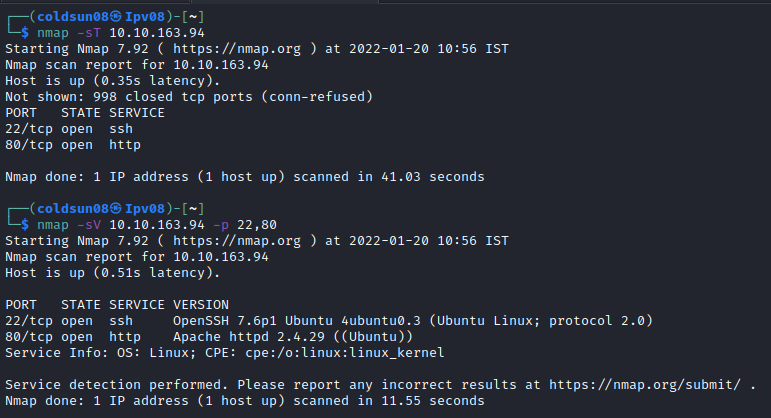 ┌──(coldsun08㉿Ipv08)-[~]
└─$ nmap -sT 10.10.163.94
Starting Nmap 7.92 ( https://nmap.org ) at 2022-01-20 10:56 IST
Nmap scan report for 10.10.163.94
Host is up (0.35s latency).
Not shown: 998 closed tcp ports (conn-refused)
PORT   STATE SERVICE
22/tcp open  ssh
80/tcp open  http

Nmap done: 1 IP address (1 host up) scanned in 41.03 seconds

┌──(coldsun08㉿Ipv08)-[~]
└─$ nmap -sV 10.10.163.94 -p 22,80
Starting Nmap 7.92 ( https://nmap.org ) at 2022-01-20 10:56 IST
Nmap scan report for 10.10.163.94
Host is up (0.51s latency).

PORT   STATE SERVICE VERSION
22/tcp open  ssh     OpenSSH 7.6p1 Ubuntu 4ubuntu0.3 (Ubuntu Linux; protocol 2.0)
80/tcp open  http    Apache httpd 2.4.29 ((Ubuntu))
Service Info: OS: Linux; CPE: cpe:/o:linux:linux_kernel

Service detection performed. Please report any incorrect results at https://nmap.org/submit/ .
Nmap done: 1 IP address (1 host up) scanned in 11.55 seconds